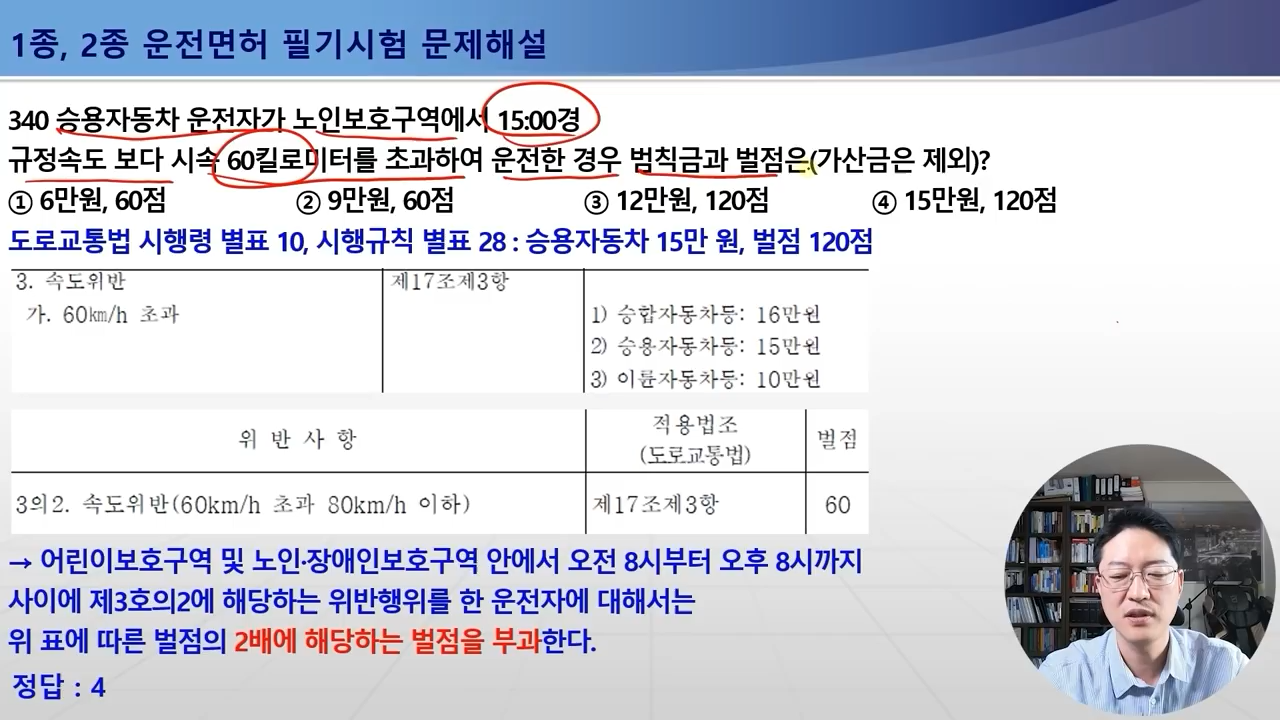 1종, 2종 운전면허 필기시험 문제해설
340 승용자동차 운전자가 노인보호구역에서 15:00경
규정속도 보다 시속 60킬로미터를 초과하여 운전한 경우 범칙금과 벌점은(가산금은 제외)?
① 6만원, 60점 ② 9만원, 60점 ③ 12만원, 120점 ④ 15만원, 120점
도로교통법 시행령 별표 10, 시행규칙 별표 28 : 승용자동차 15만 원, 벌점 120점
3. 속도위반 제17조제3항
가. 60㎞/h 초과 1) 승합자동차등: 16만원
2) 승용자동차등: 15만원
3) 이륜자동차등: 10만원
위 반 사 항 적용법조 (도로교통법) 벌점
3의2. 속도위반(60km/h 초과 80km/h 이하) 제17조제3항 60
→ 어린이보호구역 및 노인·장애인보호구역 안에서 오전 8시부터 오후 8시까지
사이에 제3호의2에 해당하는 위반행위를 한 운전자에 대해서는
위 표에 따른 벌점의 2배에 해당하는 벌점을 부과한다.
정답 : 4